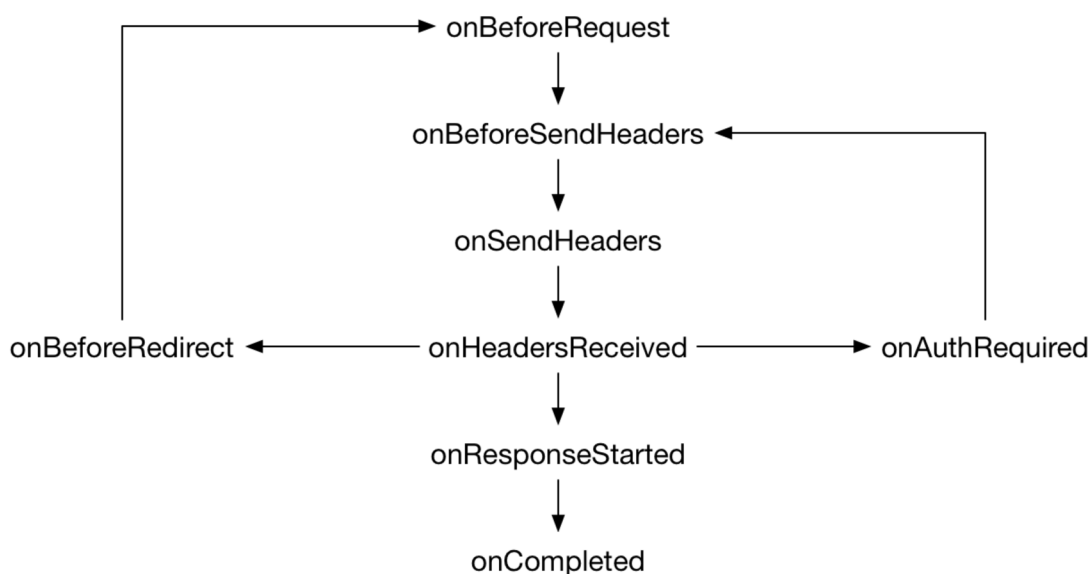 onBeforeRequest
onBeforeSendHeaders
onSendHeaders
onBeforeRedirect onHeadersReceived onAuthRequired
onResponseStarted
onCompleted